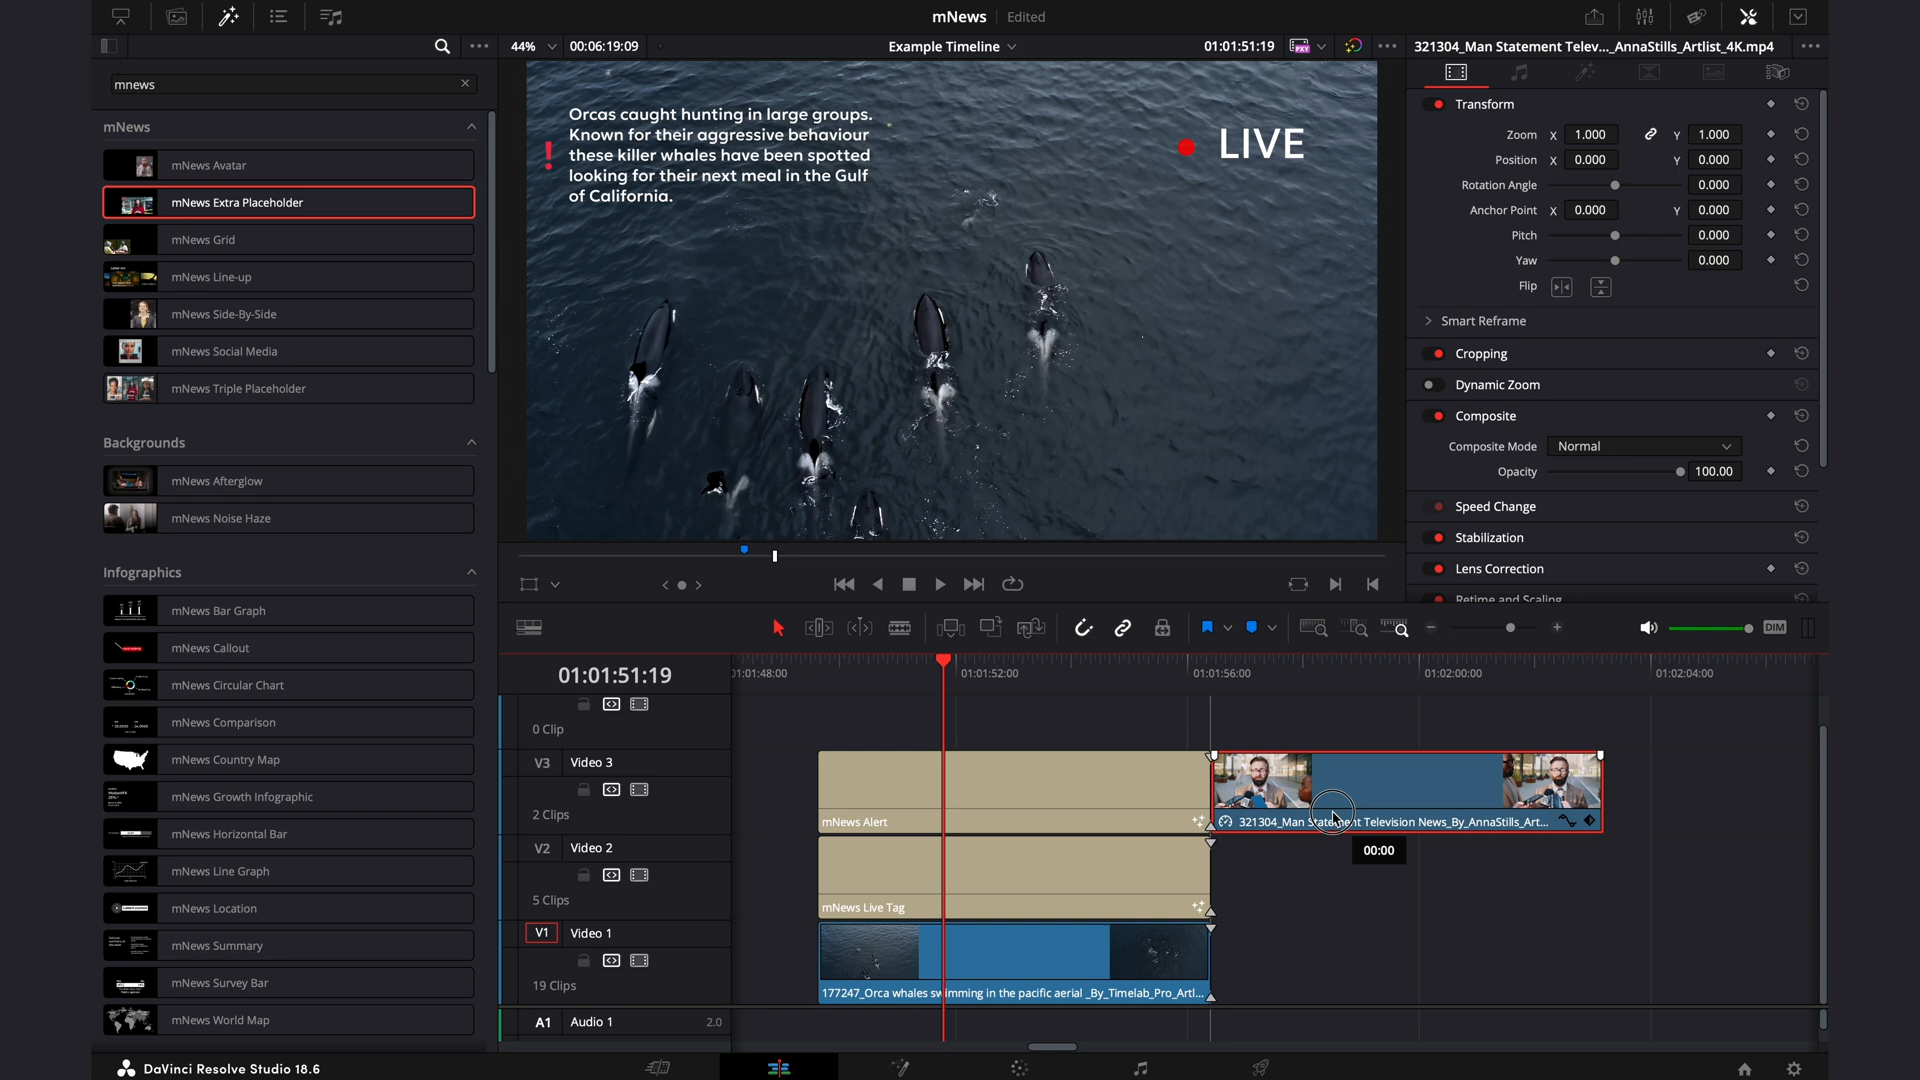 mNews Edited
44% 00:06:19:09 Example Timeline 01:01:51:19 PXY 321304_Man Statement Telev..._AnnaStills_Artlist_4K.mp4
mnews
mNews
mNews Avatar
mNews Extra Placeholder
mNews Grid
mNews Line-up
mNews Side-By-Side
mNews Social Media
mNews Triple Placeholder
Backgrounds
mNews Afterglow
mNews Noise Haze
Infographics
mNews Bar Graph
mNews Callout
mNews Circular Chart
mNews Comparison
mNews Country Map
mNews Growth Infographic
mNews Horizontal Bar
mNews Line Graph
mNews Location
mNews Summary
mNews Survey Bar
mNews World Map
Orcas caught hunting in large groups.
Known for their aggressive behaviour
! these killer whales have been spotted
looking for their next meal in the Gulf
of California.
LIVE
Transform
Zoom X 1.000 Y 1.000
Position X 0.000 Y 0.000
Rotation Angle 0.000
Anchor Point X 0.000 Y 0.000
Pitch 0.000
Yaw 0.000
Flip
Smart Reframe
Cropping
Dynamic Zoom
Composite
Composite Mode Normal
Opacity 100.00
Speed Change
Stabilization
Lens Correction
Retime and Scaling
DIM
01:01:51:19
01:01:48:00 01:01:52:00 01:01:56:00 01:02:00:00 01:02:04:00
0 Clip
V3 Video 3
2 Clips
mNews Alert
321304_Man Statement Television News_By_AnnaStills_Art...
00:00
V2 Video 2
5 Clips
mNews Live Tag
V1 Video 1
19 Clips
177247_Orca whales swimming in the pacific aerial _By_Timelab_Pro_Artl...
A1 Audio 1 2.0
DaVinci Resolve Studio 18.6